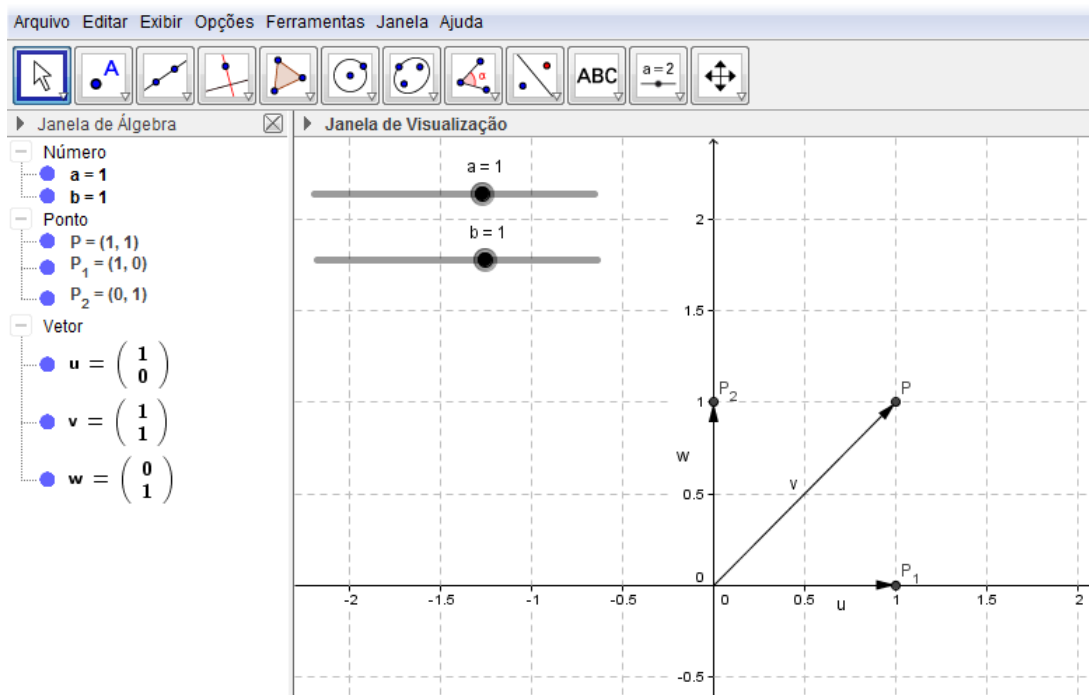 Arquivo Editar Exibir Opções Ferramentas Janela Ajuda
A
α
ABC
a = 2
Janela de Álgebra
Janela de Visualização
Número
a = 1
b = 1
Ponto
P = (1, 1)
P₁ = (1, 0)
P₂ = (0, 1)
Vetor
u = ( 1
0 )
v = ( 1
1 )
w = ( 0
1 )
a = 1
b = 1
2
1.5
1
P₂
P
w
v
0.5
0
P₁
-2
-1.5
-1
-0.5
0
0.5
1
1.5
2
u
-0.5